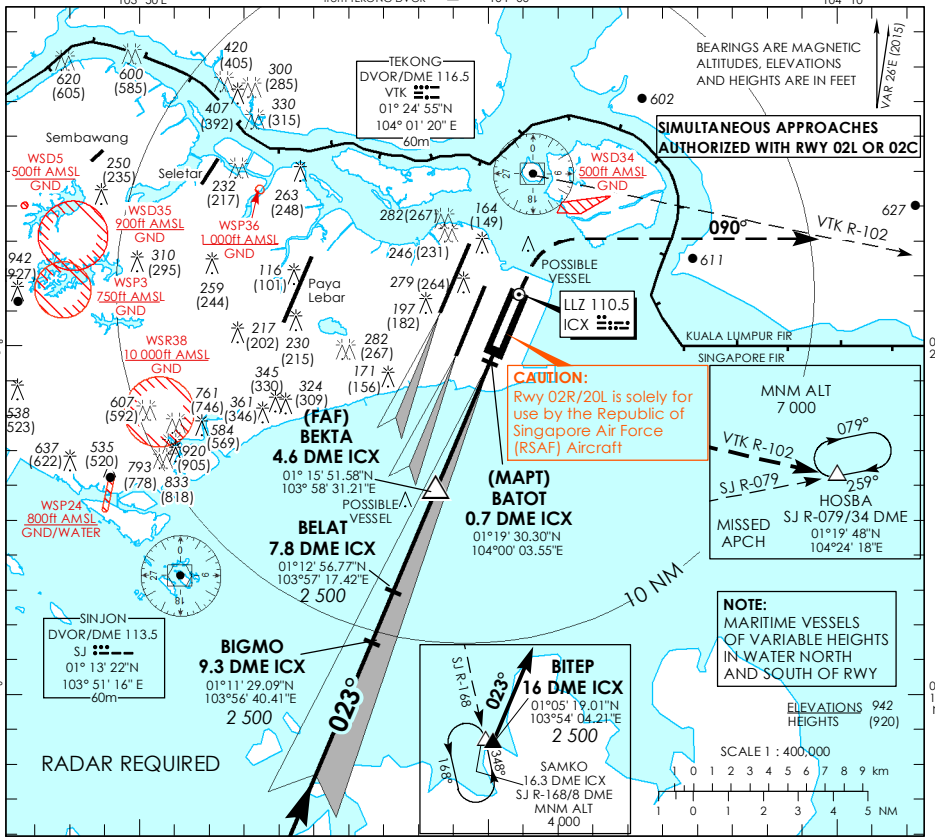 BEARINGS ARE MAGNETIC
ALTITUDES, ELEVATIONS
AND HEIGHTS ARE IN FEET
VAR 26'E (2015)
SIMULTANEOUS APPROACHES
AUTHORIZED WITH RWY 02L OR 02C
TEKONG
DVOR/DME 116.5
VTK
01° 24' 55"N
104° 01' 20" E
60m
620
(605)
600
(585)
420
(405)
300
(285)
330
(315)
407
(392)
602
627
611
Sembawang
250
(235)
Seletar
232
(217)
263
(248)
WSD5
500ft AMSL
GND
WSD35
900ft AMSL
GND
WSP3
750ft AMSL
GND
WSP36
1 000ft AMSL
GND
WSD34
500ft AMSL
GND
0
9
18
27
VTK R-102
090°
942
(927)
310
(295)
259
(244)
116
(101)
Paya
Lebar
282(267)
164
(149)
246
(231)
279
(264)
197
(182)
217
(202)
230
(215)
282
(267)
171
(156)
POSSIBLE
VESSEL
LLZ 110.5
ICX
KUALA LUMPUR FIR
SINGAPORE FIR
WSR38
10 000ft AMSL
GND
538
(523)
607
(592)
761
(746)
345
(330)
361
(346)
324
(309)
584
(569)
920
(905)
637
(622)
535
(520)
793
(778)
833
(818)
WSP24
800ft AMSL
GND/WATER
CAUTION:
Rwy 02R/20L is solely for
use by the Republic of
Singapore Air Force
(RSAF) Aircraft
(FAF)
BEKTA
4.6 DME ICX
01° 15' 51.58"N
103° 58' 31.21"E
POSSIBLE
VESSEL
(MAPT)
BATOT
0.7 DME ICX
01°19' 30.30"N
104°00' 03.55"E
BELAT
7.8 DME ICX
01°12' 56.77"N
103°57' 17.42"E
2 500
BIGMO
9.3 DME ICX
01°11' 29.09"N
103°56' 40.41"E
2 500
023°
10 NM
MNM ALT
7 000
079°
VTK R-102
SJ R-079
259°
HOSBA
SJ R-079/34 DME
01°19' 48"N
104°24' 18"E
MISSED
APCH
0
9
18
27
SINJON
DVOR/DME 113.5
SJ
01° 13' 22"N
103° 51' 16" E
60m
NOTE:
MARITIME VESSELS
OF VARIABLE HEIGHTS
IN WATER NORTH
AND SOUTH OF RWY
ELEVATIONS 942
HEIGHTS (920)
SJ R-168
023°
BITEP
16 DME ICX
01°05' 19.01"N
103°54' 04.21"E
2 500
168°
348°
SAMKO
16.3 DME ICX
SJ R-168/8 DME
MNM ALT
4 000
RADAR REQUIRED
SCALE 1 : 400,000
1 0 1 2 3 4 5 6 7 8 9 km
1 0 1 2 3 4 5 NM